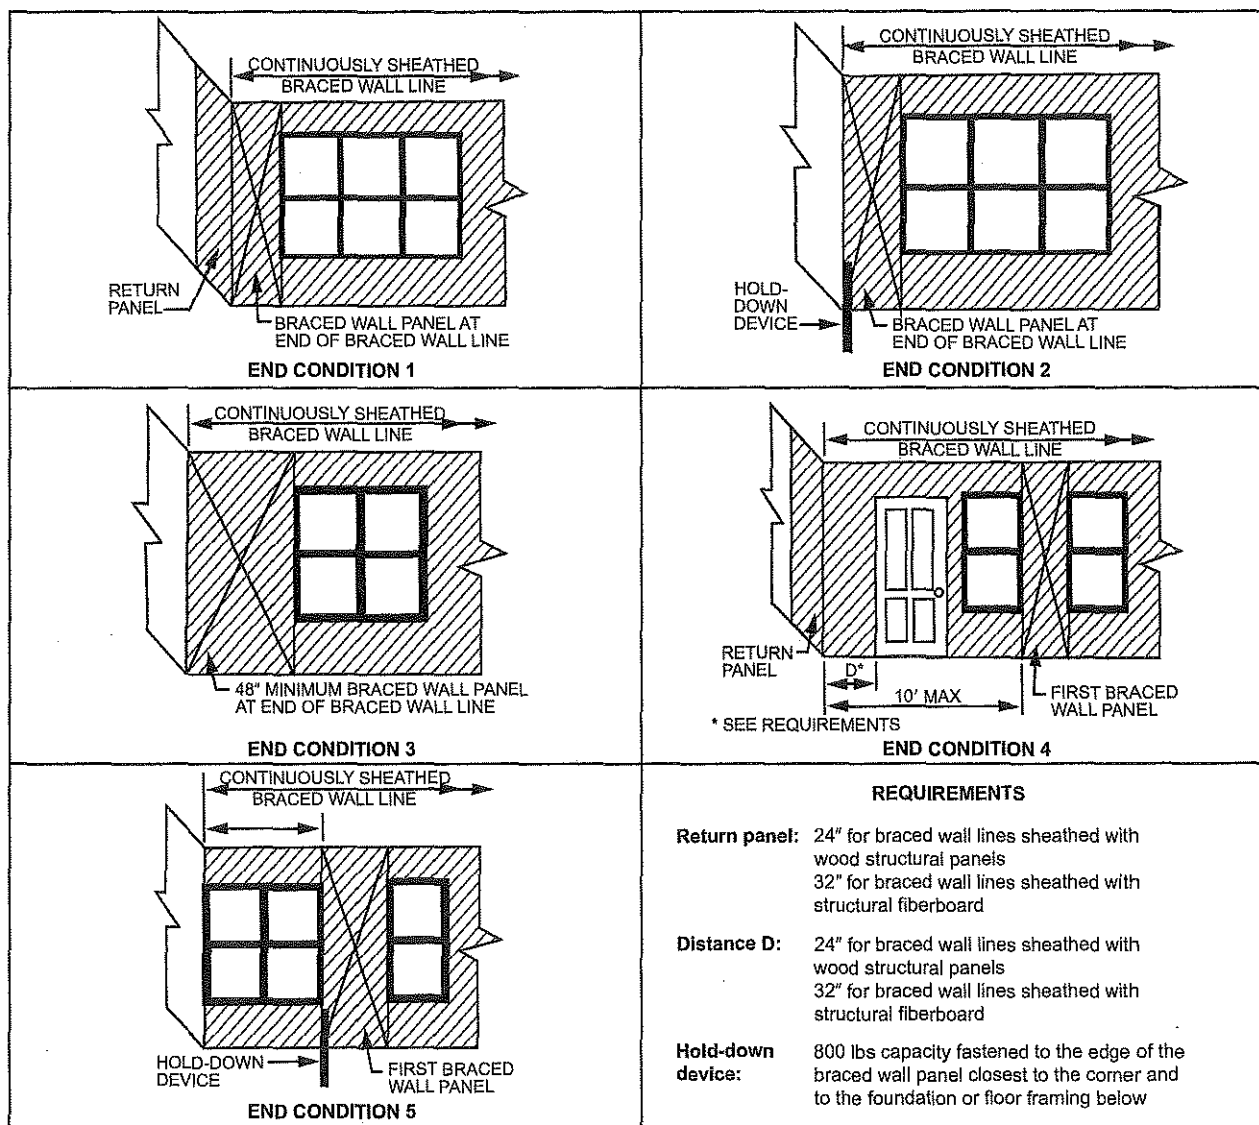 CONTINUOUSLY SHEATHED
BRACED WALL LINE
RETURN
PANEL
BRACED WALL PANEL AT
END OF BRACED WALL LINE
END CONDITION 1
CONTINUOUSLY SHEATHED
BRACED WALL LINE
HOLD-
DOWN
DEVICE
BRACED WALL PANEL AT
END OF BRACED WALL LINE
END CONDITION 2
CONTINUOUSLY SHEATHED
BRACED WALL LINE
48" MINIMUM BRACED WALL PANEL
AT END OF BRACED WALL LINE
END CONDITION 3
CONTINUOUSLY SHEATHED
BRACED WALL LINE
RETURN
PANEL
D*
10' MAX
FIRST BRACED
WALL PANEL
* SEE REQUIREMENTS
END CONDITION 4
CONTINUOUSLY SHEATHED
BRACED WALL LINE
HOLD-DOWN
DEVICE
FIRST BRACED
WALL PANEL
END CONDITION 5
REQUIREMENTS
Return panel: 24" for braced wall lines sheathed with
wood structural panels
32" for braced wall lines sheathed with
structural fiberboard
Distance D: 24" for braced wall lines sheathed with
wood structural panels
32" for braced wall lines sheathed with
structural fiberboard
Hold-down 800 lbs capacity fastened to the edge of the
device: braced wall panel closest to the corner and
to the foundation or floor framing below